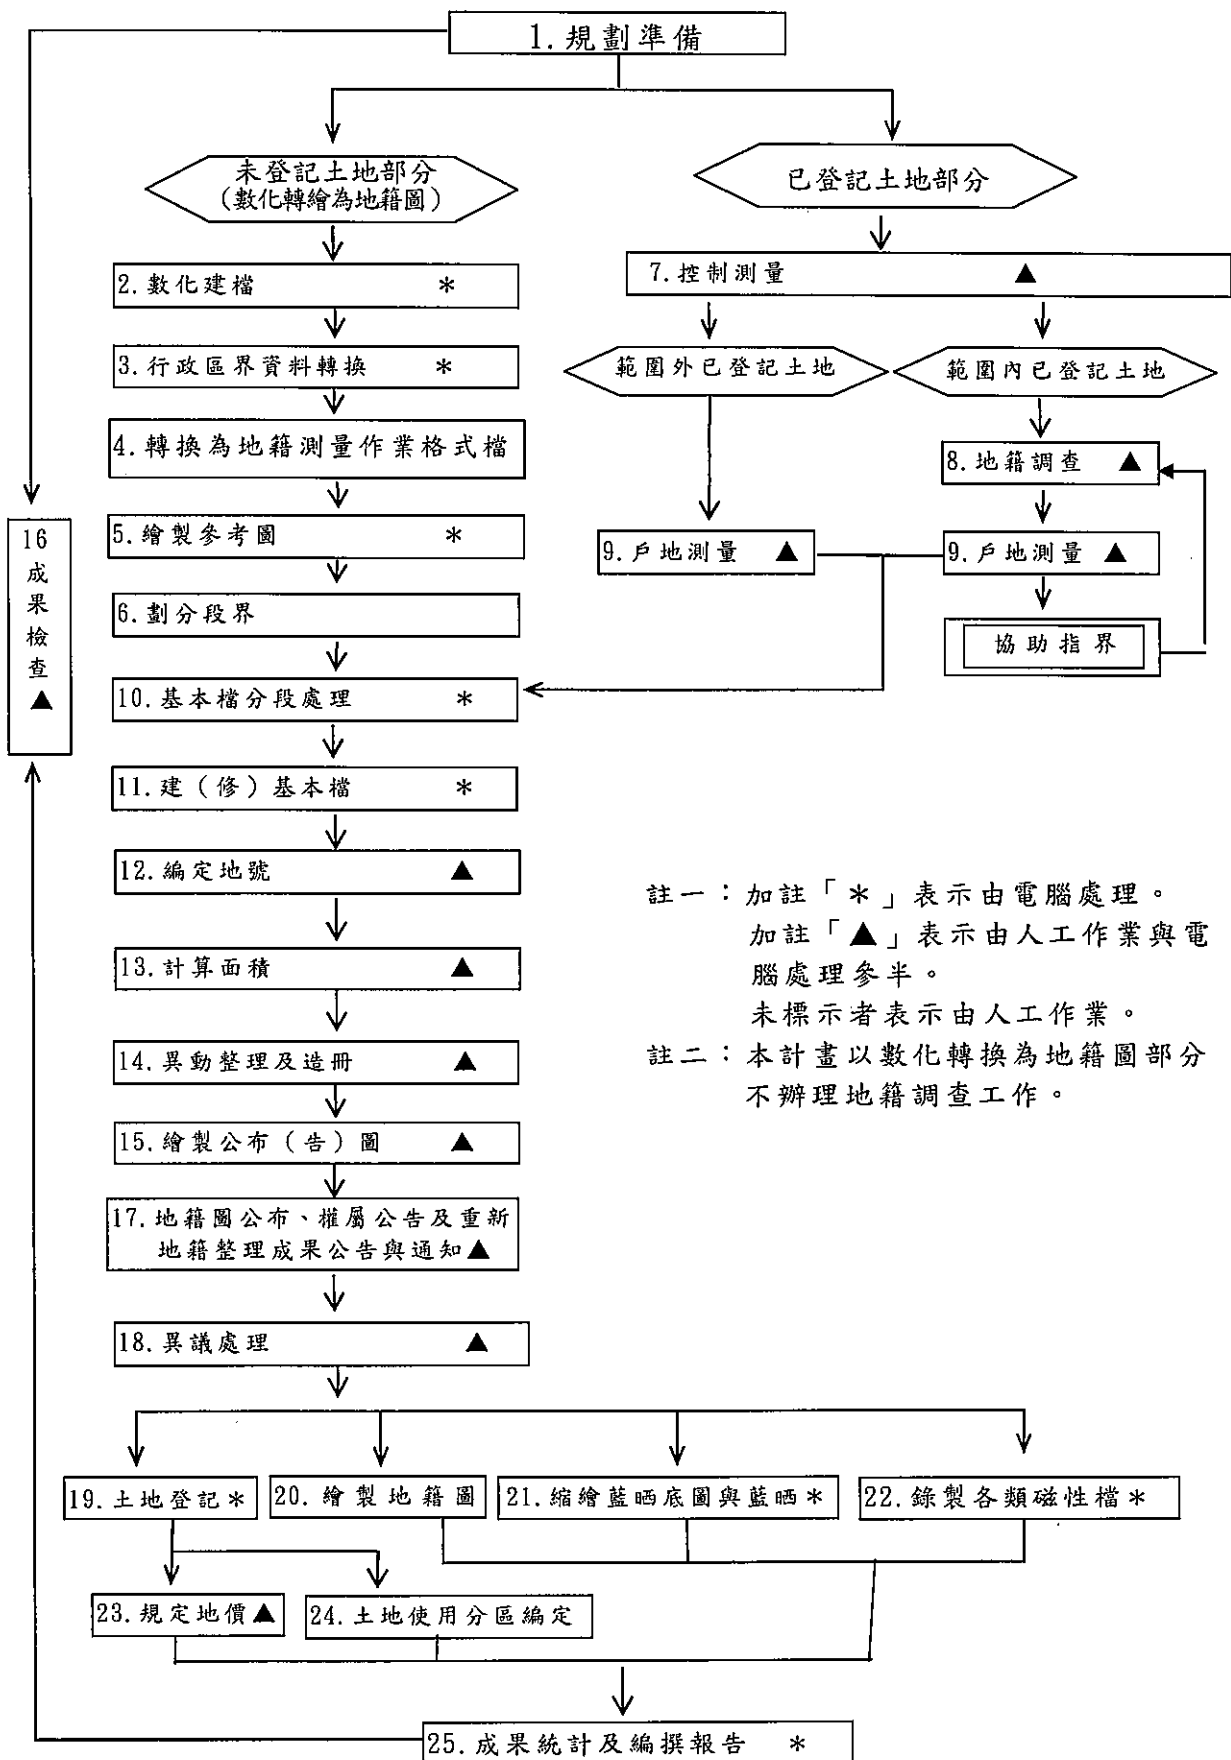 1.規劃準備
未登記土地部分
(數化轉繪為地籍圖)
已登記土地部分
2.數化建檔 *
7.控制測量 ▲
3.行政區界資料轉換 *
範圍外已登記土地
範圍內已登記土地
4.轉換為地籍測量作業格式檔
8.地籍調查 ▲
5.繪製參考圖 *
9.戶地測量 ▲
9.戶地測量 ▲
16
成
果
檢
查
▲
6.劃分段界
協助指界
10.基本檔分段處理 *
11.建（修）基本檔 *
12.編定地號 ▲
註一：加註「*」表示由電腦處理。
加註「▲」表示由人工作業與電
腦處理參半。
未標示者表示由人工作業。
註二：本計畫以數化轉換為地籍圖部分
不辦理地籍調查工作。
13.計算面積 ▲
14.異動整理及造冊 ▲
15.繪製公布（告）圖 ▲
17.地籍圖公布、權屬公告及重新
地籍整理成果公告與通知▲
18.異議處理 ▲
19.土地登記*
20.繪製地籍圖
21.縮繪藍晒底圖與藍晒*
22.錄製各類磁性檔*
23.規定地價▲
24.土地使用分區編定
25.成果統計及編撰報告 *